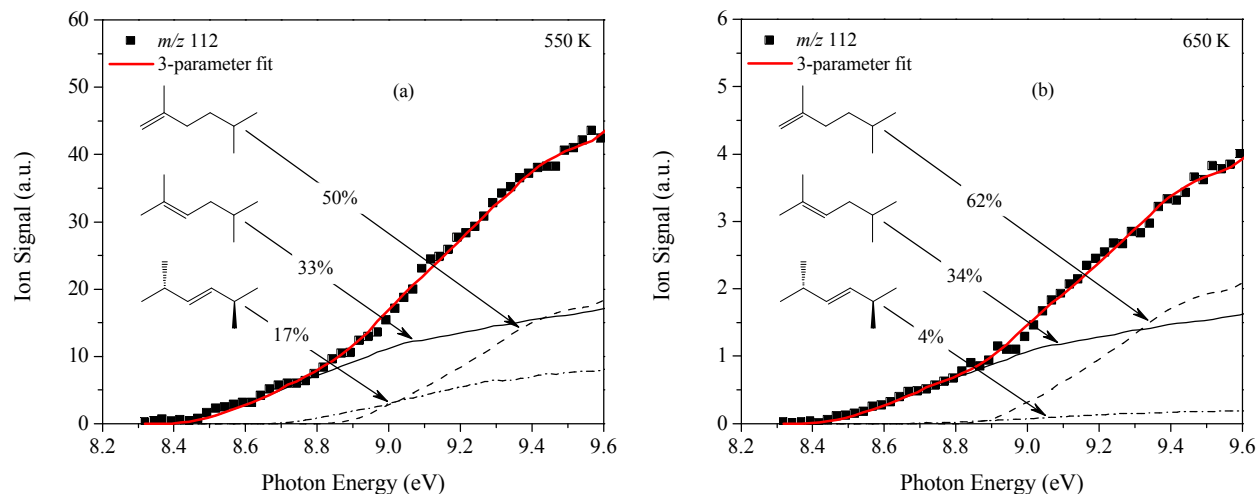 60
50
40
30
20
10
0
Ion Signal (a.u.)
m/z 112
3-parameter fit
550 K
(a)
50%
33%
17%
8.2 8.4 8.6 8.8 9.0 9.2 9.4 9.6
Photon Energy (eV)
6
5
4
3
2
1
0
Ion Signal (a.u.)
m/z 112
3-parameter fit
650 K
(b)
62%
34%
4%
8.2 8.4 8.6 8.8 9.0 9.2 9.4 9.6
Photon Energy (eV)